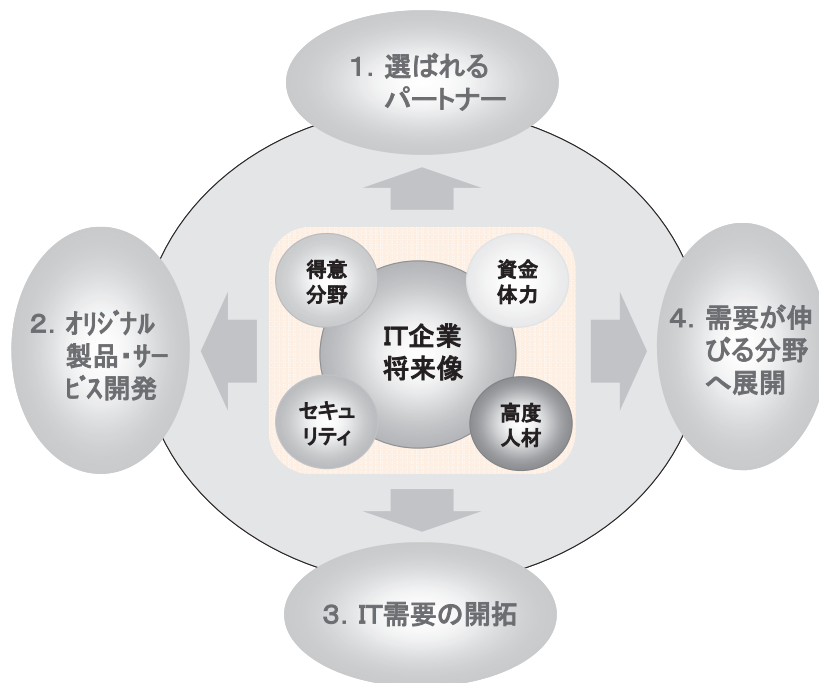 1．選ばれる
パートナー
得意
分野
資金
体力
2．ｵﾘｼﾞﾅﾙ
製品・サー
ﾋﾞｽ開発
IT企業
将来像
4．需要が伸
びる分野
へ展開
セキュ
リティ
高度
人材
3．IT需要の開拓